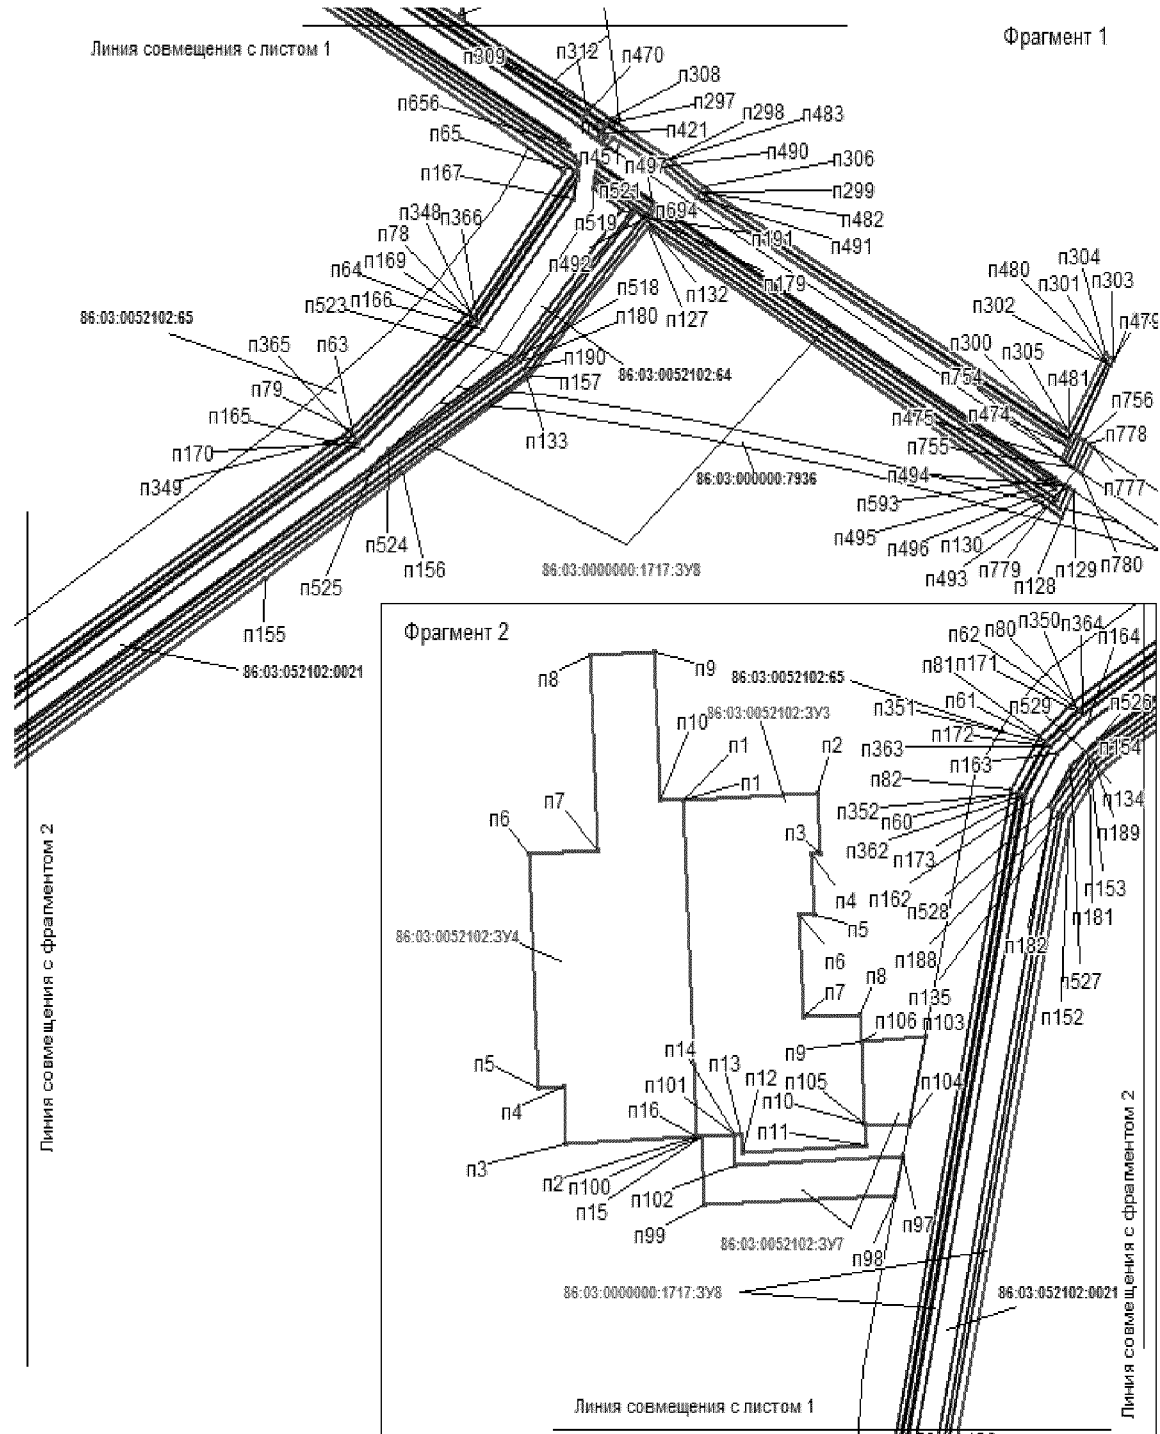 Линия совмещения с листом 1
Фрагмент 1
п309
п312
п470
п308
п297
п421
п298
п483
п490
п306
п299
п482
п491
п656
п65
п167
п451
п497
п521
п694
п519
п191
п492
п179
п348
п366
п78
п169
п64
п166
п523
п518
п132
п127
п180
п190
п157
п133
86:03:0052102:65
86:03:0052102:64
п365
п63
п79
п165
п170
п349
п304
п480
п301
п303
п302
п479
п300
п305
п481
п754
п756
п474
п475
п755
п778
п777
п494
п593
п495
п496
п130
п493
п779
п128
п129
п780
86:03:000000:7936
86:03:0000000:1717:ЗУ8
п524
п525
п156
п155
86:03:052102:0021
Линия совмещения с фрагментом 2
Фрагмент 2
п8
п9
86:03:0052102:65
86:03:0052102:ЗУ3
п10
п1
п2
п1
п7
п6
п3
п4
п5
п6
п7
п8
86:03:0052102:ЗУ4
п106
п103
п9
п14
п13
п12
п105
п104
п101
п10
п16
п11
п5
п4
п3
п2
п100
п15
п102
п99
п97
п98
86:03:0052102:ЗУ7
86:03:0000000:1717:ЗУ8
86:03:052102:0021
п350
п364
п80
п62
п164
п81
п171
п61
п529
п526
п351
п172
п154
п363
п163
п82
п134
п352
п60
п189
п362
п173
п153
п162
п528
п181
п182
п188
п527
п135
п152
Линия совмещения с фрагментом 2
Линия совмещения с листом 1